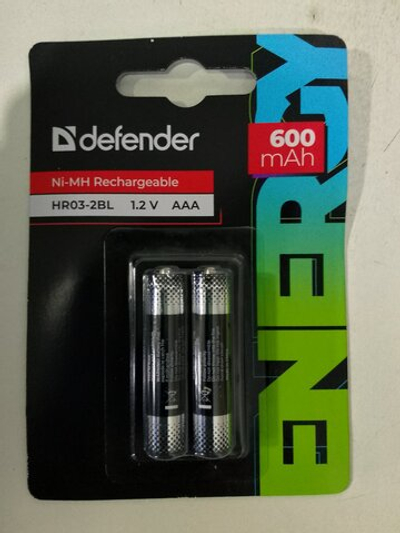 defender
600
mAh
Ni-MH Rechargeable
HR03-2BL 1.2 V AAA
ENERGY